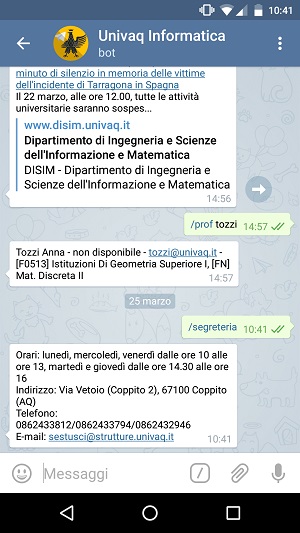 10:41
Univaq Informatica
bot
minuto di silenzio in memoria delle vittime
dell'incidente di Tarragona in Spagna
Il 22 marzo, alle ore 12.00, tutte le attività
universitarie saranno sospes...
www.disim.univaq.it
Dipartimento di Ingegneria e Scienze
dell'Informazione e Matematica
DISIM - Dipartimento di Ingegneria e
Scienze dell'Informazione e Matematica
14:56
/prof tozzi 14:57
Tozzi Anna - non disponibile - tozzi@univaq.it -
[F0513] Istituzioni Di Geometria Superiore I, [FN]
Mat. Discreta II
14:57
25 marzo
/segreteria 10:41
Orari: lunedì, mercoledì, venerdì dalle ore 10 alle
ore 13, martedì e giovedì dalle ore 14.30 alle ore
16
Indirizzo: Via Vetoio (Coppito 2), 67100 Coppito
(AQ)
Telefono:
0862433812/0862433794/0862432946
E-mail: sestusci@strutture.univaq.it
10:41
Messaggio